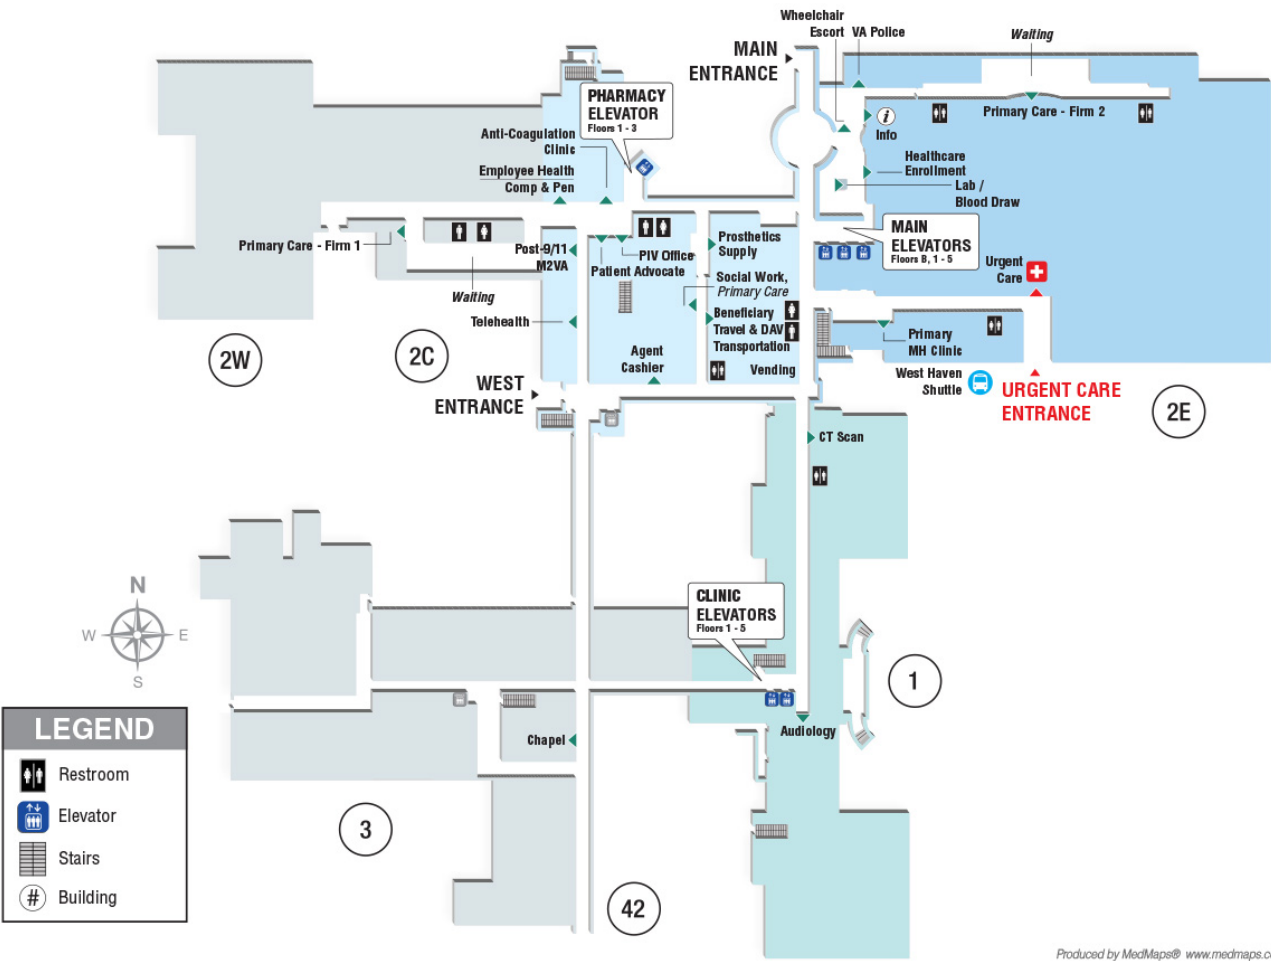 Wheelchair
Escort
VA Police
Waiting
MAIN
ENTRANCE
PHARMACY
ELEVATOR
Floors 1 - 3
Anti-Coagulation
Clinic
Employee Health
Comp & Pen
Primary Care - Firm 2
i
Info
Healthcare
Enrollment
Lab /
Blood Draw
MAIN
ELEVATORS
Floors B, 1 - 5
Urgent
Care
Primary Care - Firm 1
Waiting
Post-9/11
M2VA
PIV Office
Patient Advocate
Prosthetics
Supply
Social Work,
Primary Care
Beneficiary
Travel & DAV
Transportation
Vending
Telehealth
Agent
Cashier
2W
2C
WEST
ENTRANCE
Primary
MH Clinic
West Haven
Shuttle
URGENT CARE
ENTRANCE
2E
CT Scan
CLINIC
ELEVATORS
Floors 1 - 5
N
W
E
S
1
Audiology
Chapel
3
42
LEGEND
Restroom
Elevator
Stairs
# Building
Produced by MedMaps® www.medmaps.c